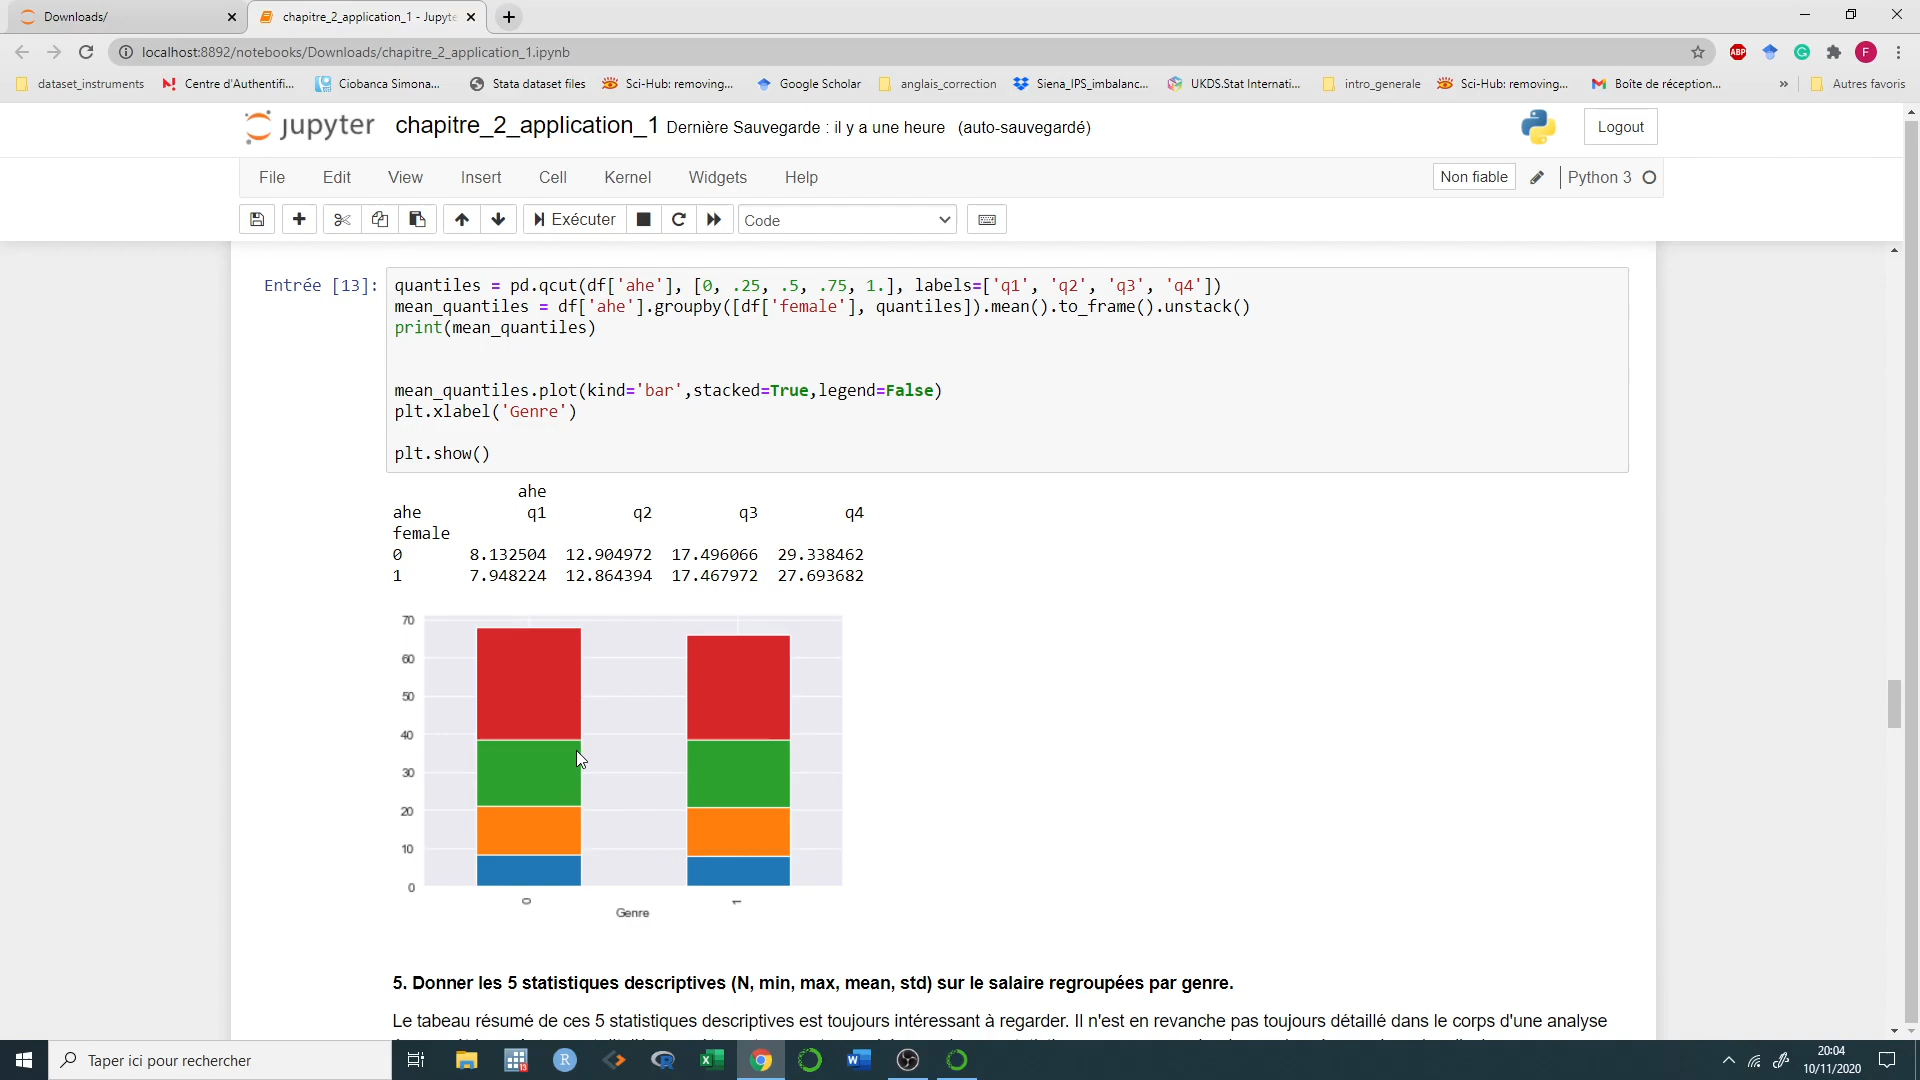 Downloads/
chapitre_2_application_1 - Jupyte
localhost:8892/notebooks/Downloads/chapitre_2_application_1.ipynb
ABP
F
dataset_instruments
Centre d'Authentifi...
Ciobanca Simona...
Stata dataset files
Sci-Hub: removing...
Google Scholar
anglais_correction
Siena_IPS_imbalanc...
UKDS.Stat Internati...
intro_generale
Sci-Hub: removing...
Boîte de réception...
»
Autres favoris
jupyter chapitre_2_application_1 Dernière Sauvegarde : il y a une heure (auto-sauvegardé)
Logout
File Edit View Insert Cell Kernel Widgets Help
Non fiable
Python 3
Exécuter
Code
Entrée [13]:
quantiles = pd.qcut(df['ahe'], [0, .25, .5, .75, 1.], labels=['q1', 'q2', 'q3', 'q4'])
mean_quantiles = df['ahe'].groupby([df['female'], quantiles]).mean().to_frame().unstack()
print(mean_quantiles)
mean_quantiles.plot(kind='bar',stacked=True,legend=False)
plt.xlabel('Genre')
plt.show()
ahe
ahe q1 q2 q3 q4
female
0 8.132504 12.904972 17.496066 29.338462
1 7.948224 12.864394 17.467972 27.693682
70
60
50
40
30
20
10
0
0 1
Genre
5. Donner les 5 statistiques descriptives (N, min, max, mean, std) sur le salaire regroupées par genre.
Le tabeau résumé de ces 5 statistiques descriptives est toujours intéressant à regarder. Il n'est en revanche pas toujours détaillé dans le corps d'une analyse
Taper ici pour rechercher
20:04
10/11/2020